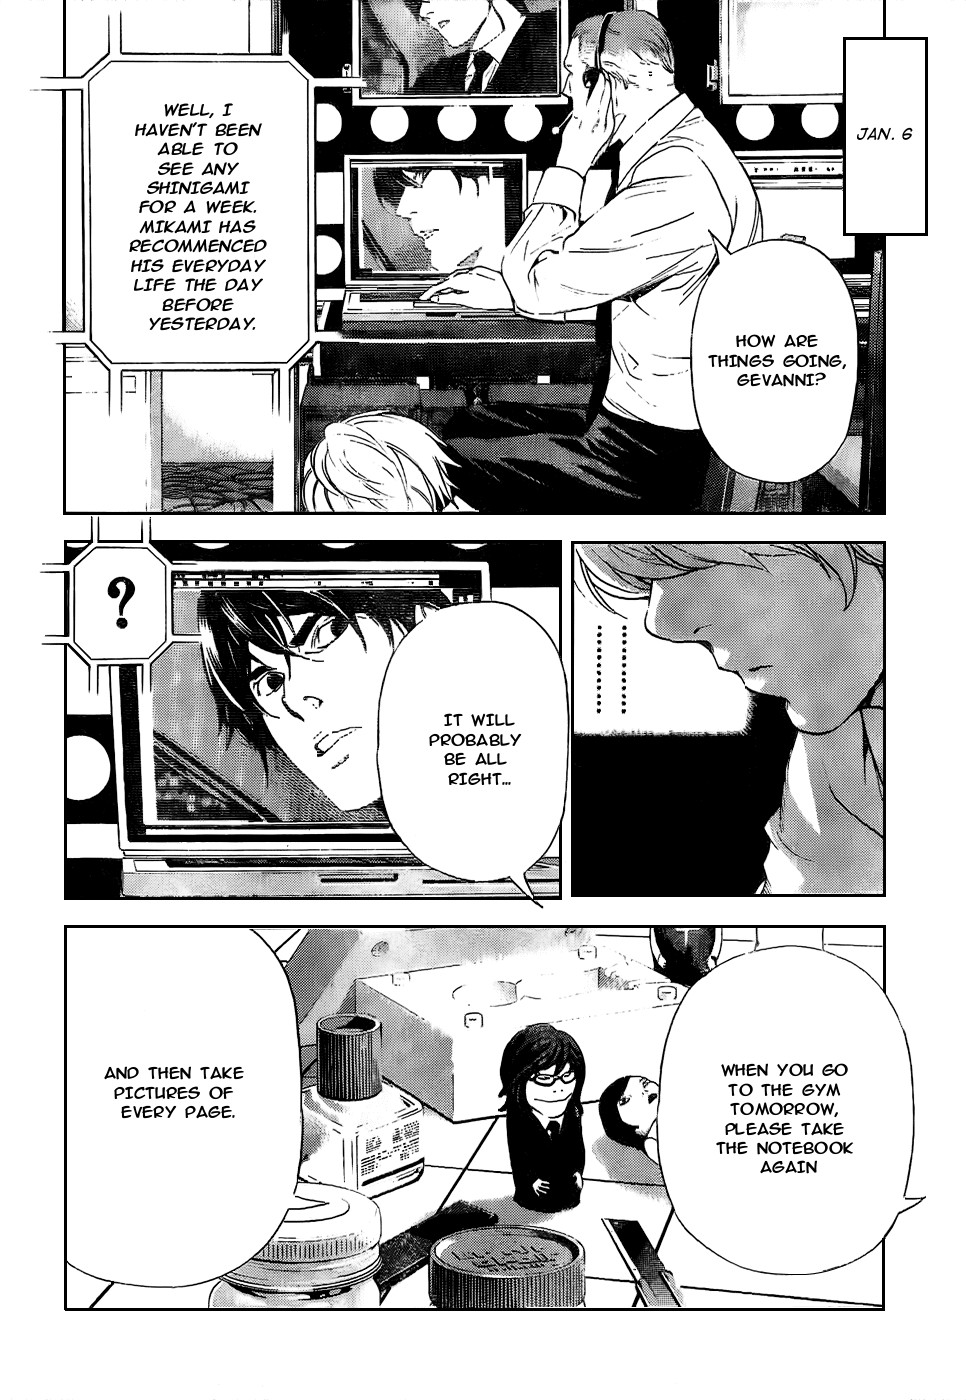 JAN. 6
HOW ARE
THINGS GOING,
GEVANNI?
WELL, I
HAVEN'T BEEN
ABLE TO
SEE ANY
SHINIGAMI
FOR A WEEK.
MIKAMI HAS
RECOMMENCED
HIS EVERYDAY
LIFE THE DAY
BEFORE
YESTERDAY.
IT WILL
PROBABLY
BE ALL
RIGHT...
?
WHEN YOU GO
TO THE GYM
TOMORROW,
PLEASE TAKE
THE NOTEBOOK
AGAIN
AND THEN TAKE
PICTURES OF
EVERY PAGE.